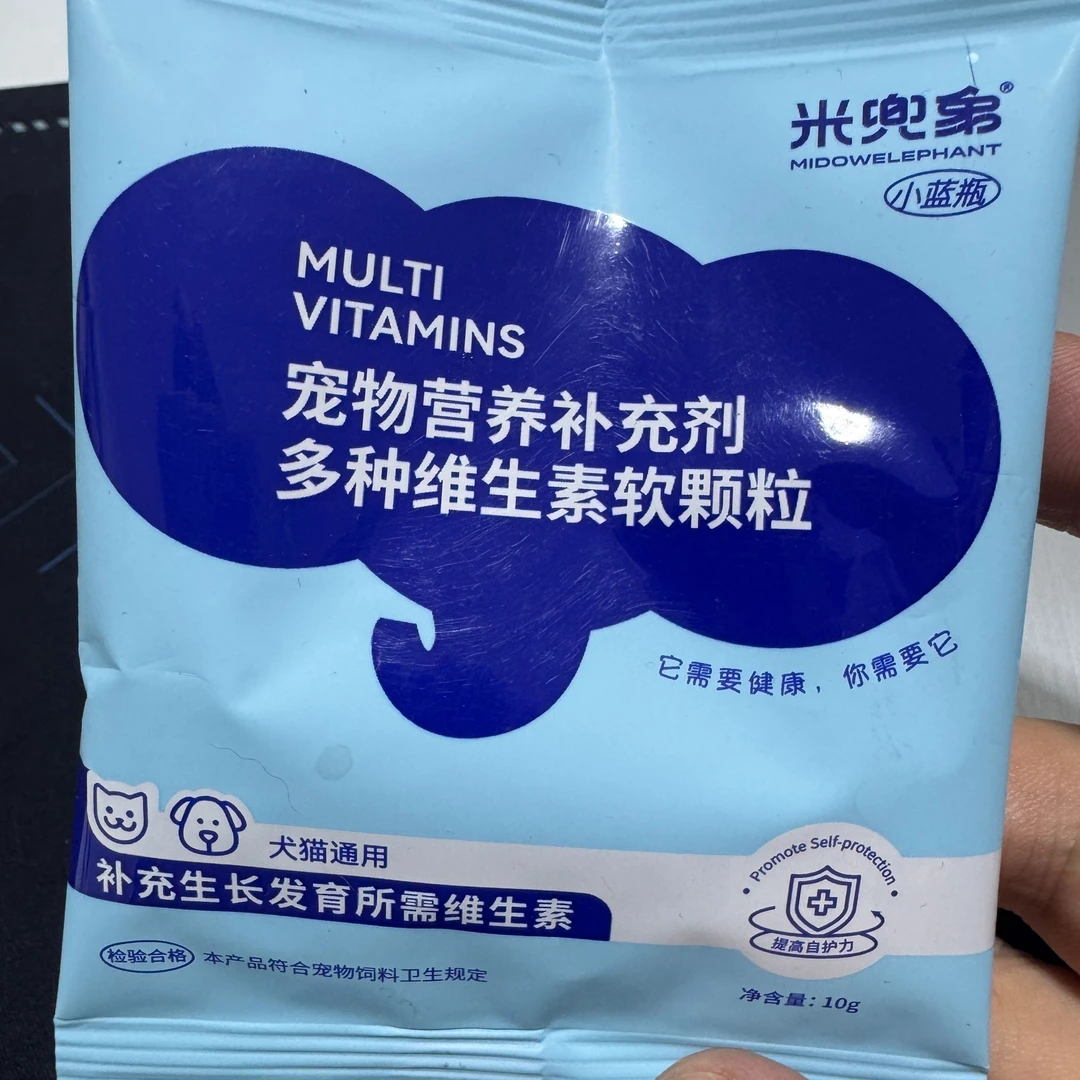 米兜象®
MIDOWELEPHANT
小蓝瓶
MULTI
VITAMINS
宠物营养补充剂
多种维生素软颗粒
它需要健康，你需要它
犬猫通用
补充生长发育所需维生素
Promote Self-protection
提高自护力
检验合格 本产品符合宠物饲料卫生规定
净含量：10g